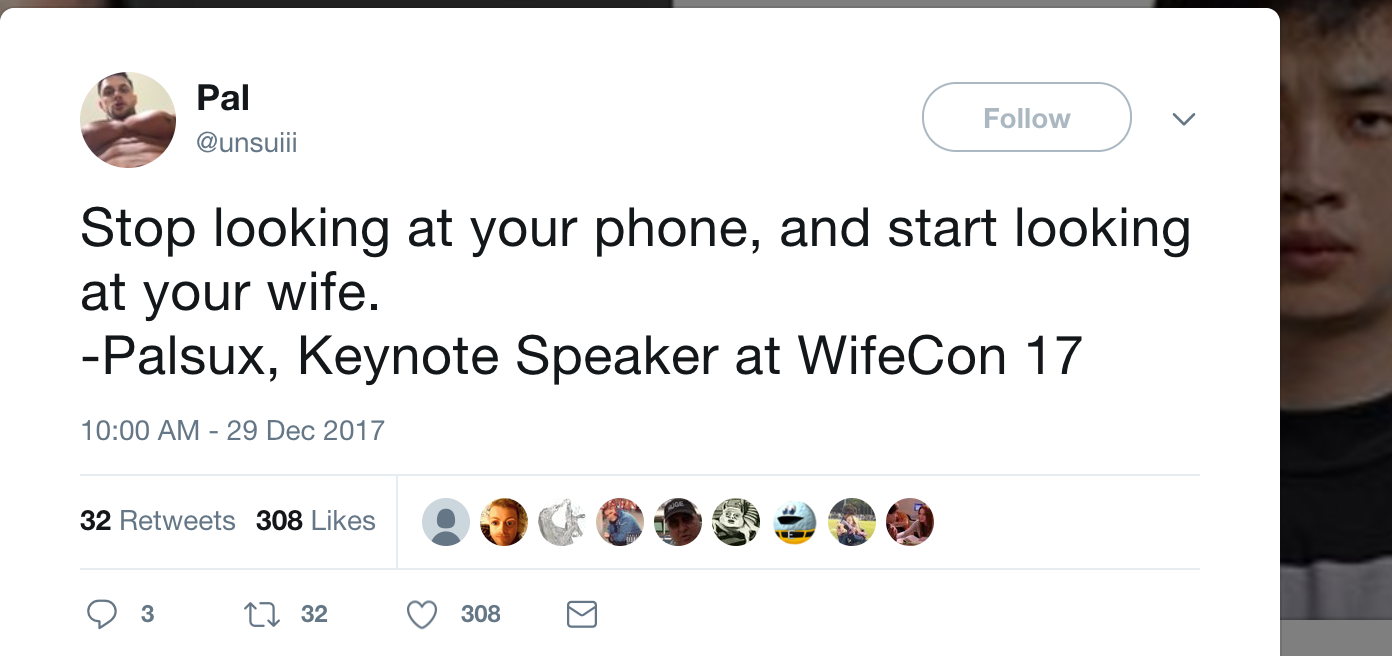 Pal
@unsuiii
Follow
Stop looking at your phone, and start looking
at your wife.
-Palsux, Keynote Speaker at WifeCon 17
10:00 AM - 29 Dec 2017
32 Retweets 308 Likes
3 32 308